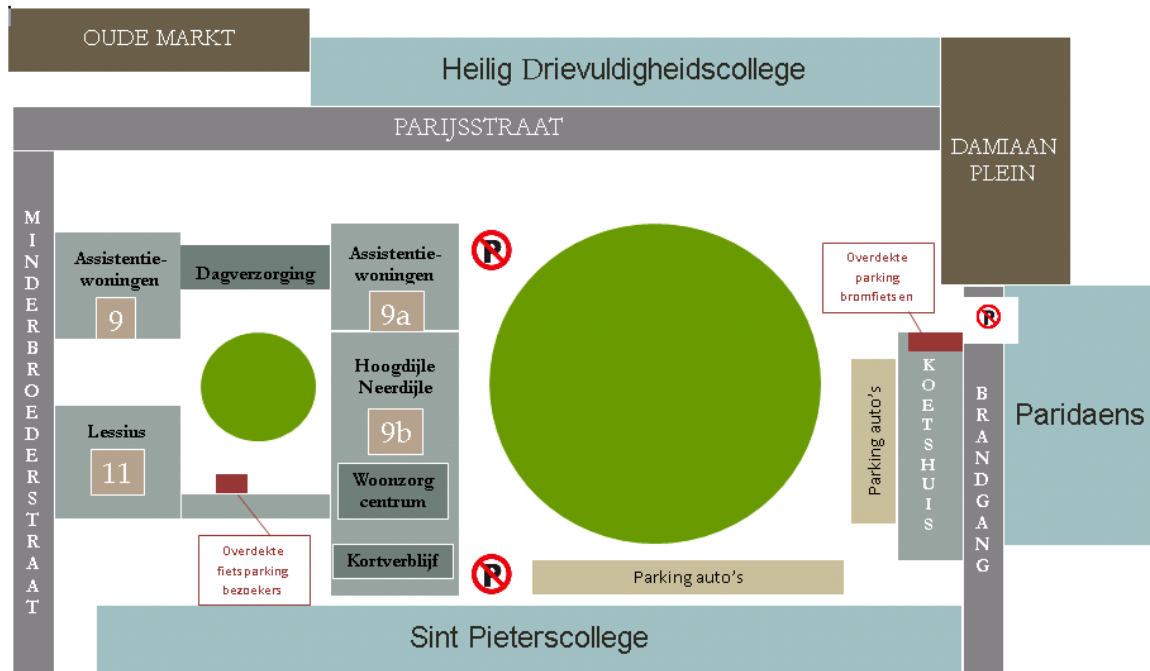 OUDE MARKT
Heilig Drievuldigheidscollege
PARIJSSTRAAT
DAMIAAN
PLEIN
MINDERBROEDERSTRAAT
Assistentie-
woningen
9
Dagverzorging
Assistentie-
woningen
9a
P
Overdekte
parking
bromfietsen
P
Hoogdijle
Neerdijle
9b
Lessius
11
Woonzorg
centrum
Kortverblijf
P
Overdekte
fietsparking
bezoekers
Parking auto's
Parking auto's
KOETSHUIS
BRANDGANG
Paridaens
Sint Pieterscollege